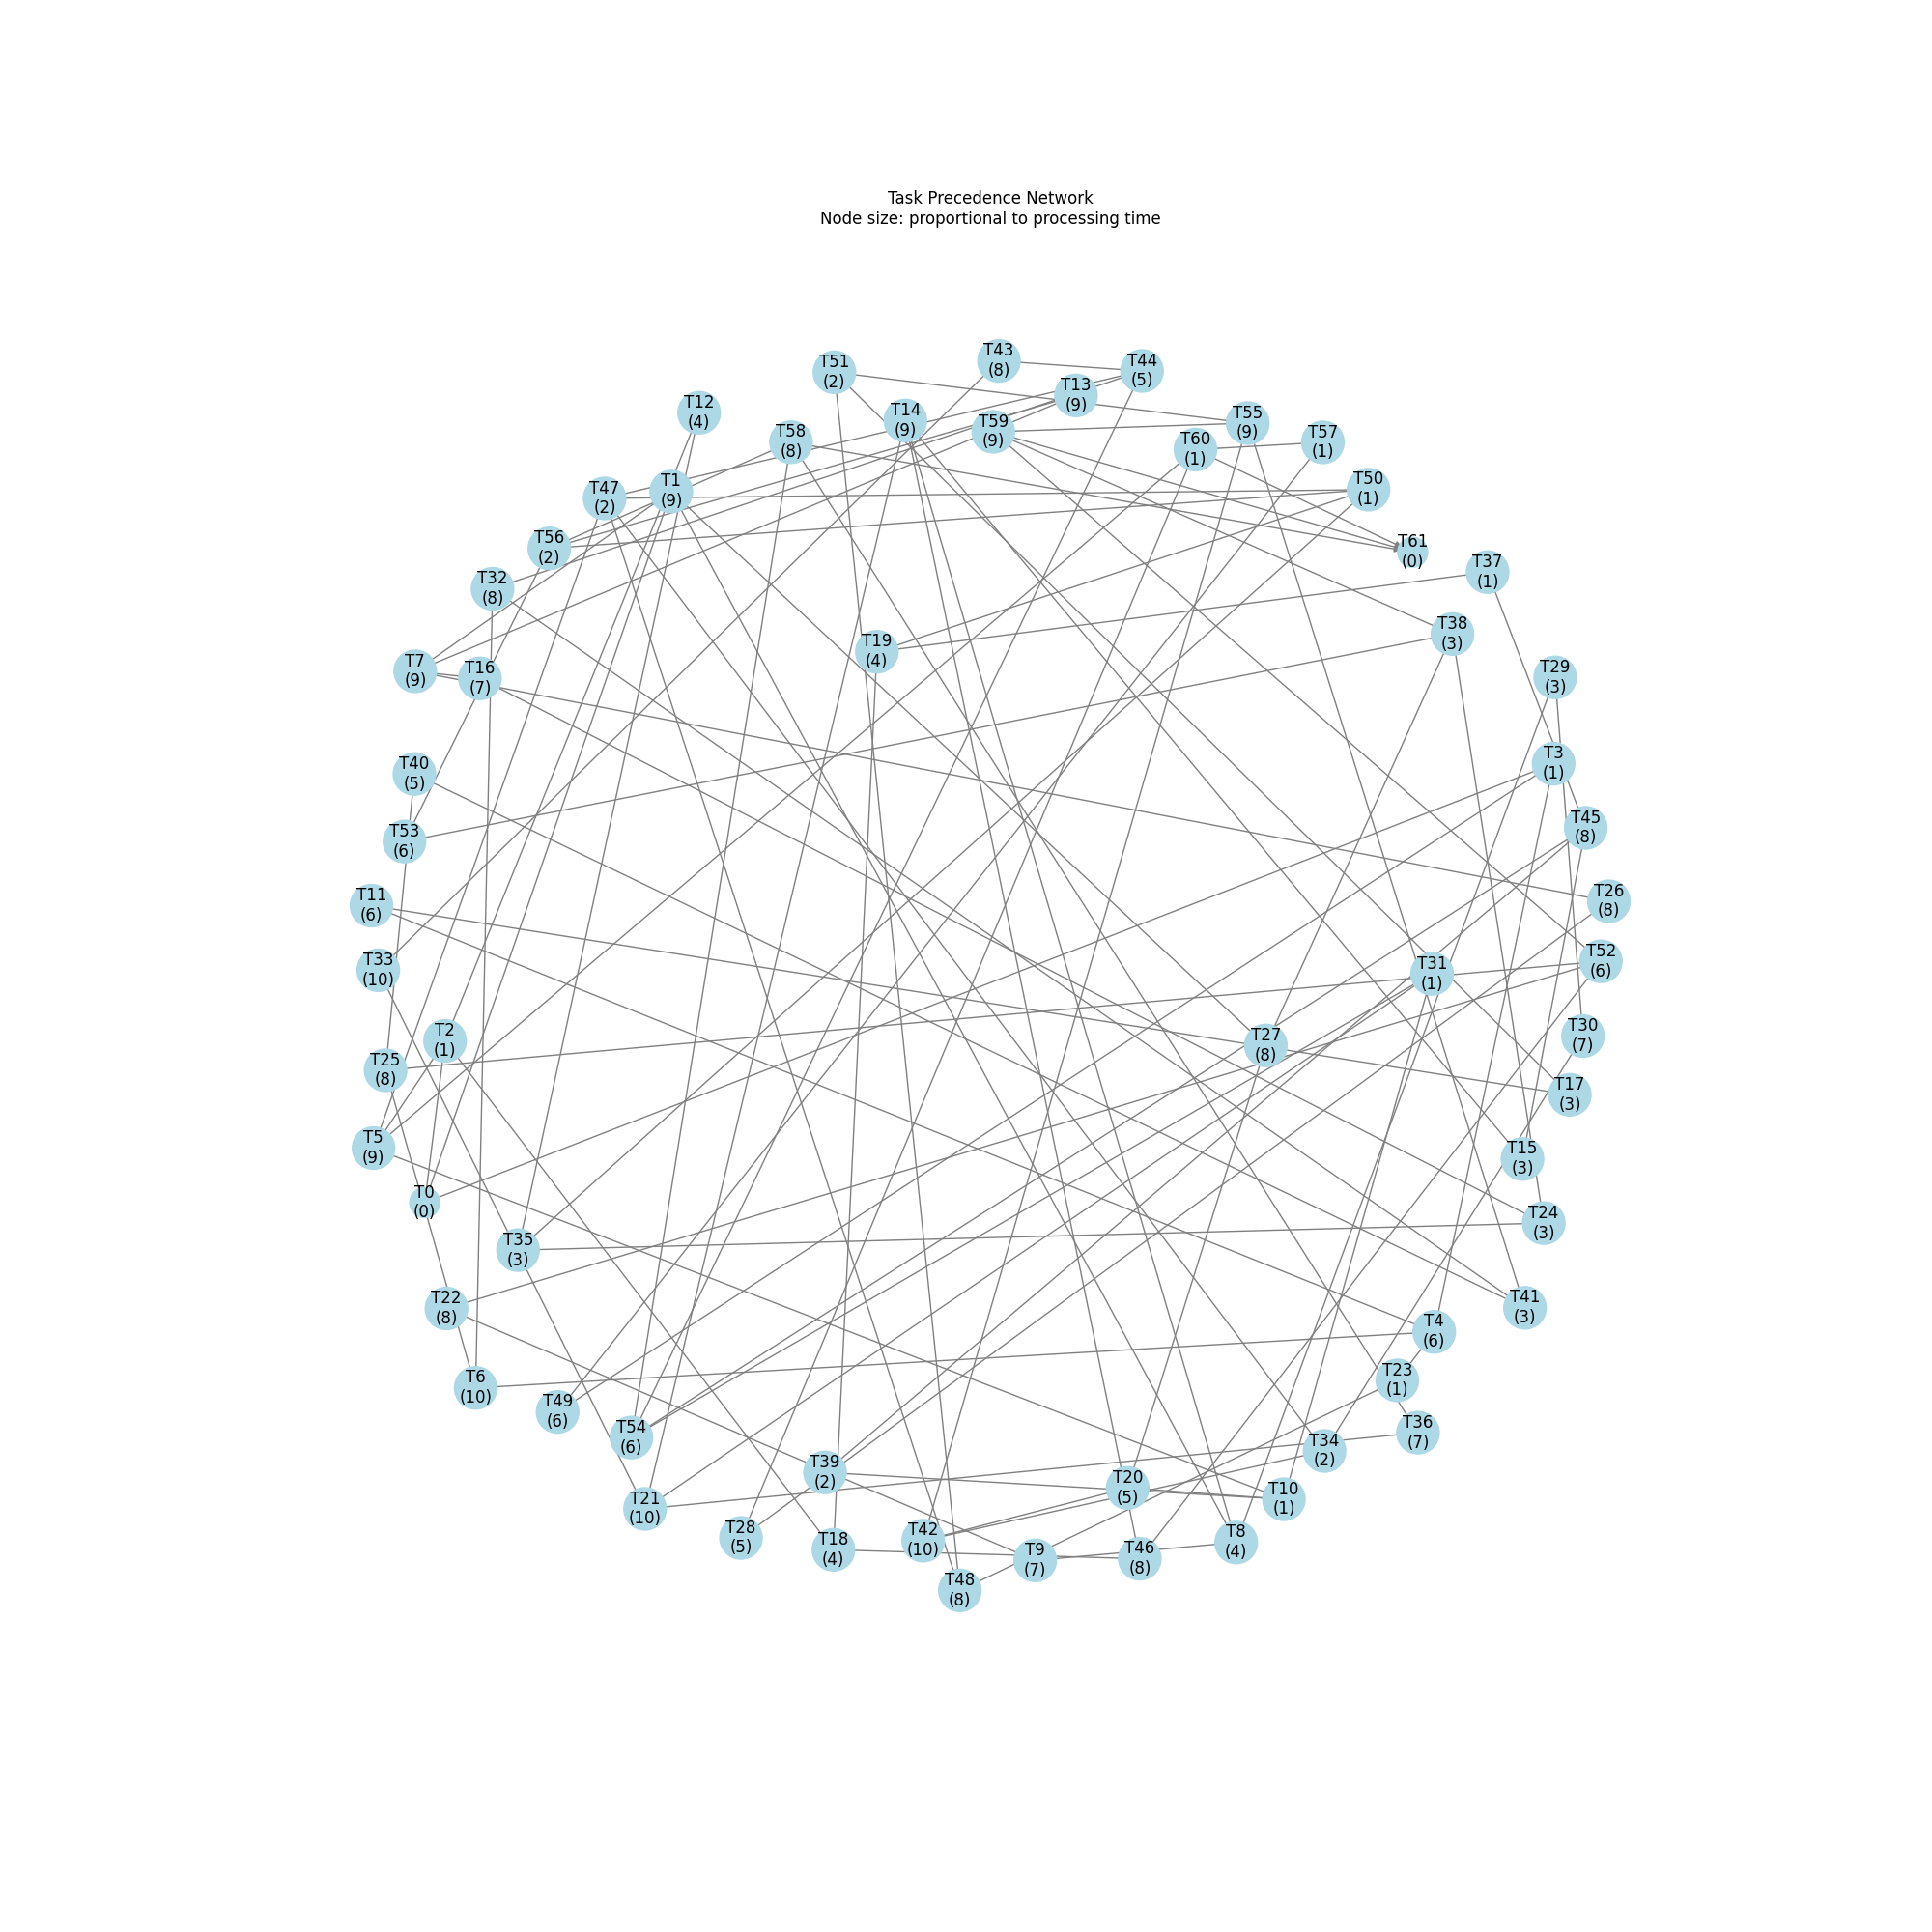 Task Precedence Network
Node size: proportional to processing time
T43
(8)
T44
(5)
T51
(2)
T13
(9)
T12
(4)
T14
(9)
T55
(9)
T59
(9)
T58
(8)
T57
(1)
T60
(1)
T50
(1)
T1
(9)
T47
(2)
T56
(2)
T61
(0)
T37
(1)
T32
(8)
T38
(3)
T19
(4)
T7
(9)
T29
(3)
T16
(7)
T3
(1)
T40
(5)
T45
(8)
T53
(6)
T26
(8)
T11
(6)
T52
(6)
T33
(10)
T31
(1)
T30
(7)
T2
(1)
T27
(8)
T25
(8)
T17
(3)
T5
(9)
T15
(3)
T0
(0)
T24
(3)
T35
(3)
T22
(8)
T41
(3)
T4
(6)
T23
(1)
T6
(10)
T49
(6)
T36
(7)
T54
(6)
T34
(2)
T39
(2)
T20
(5)
T10
(1)
T21
(10)
T28
(5)
T42
(10)
T8
(4)
T18
(4)
T46
(8)
T9
(7)
T48
(8)